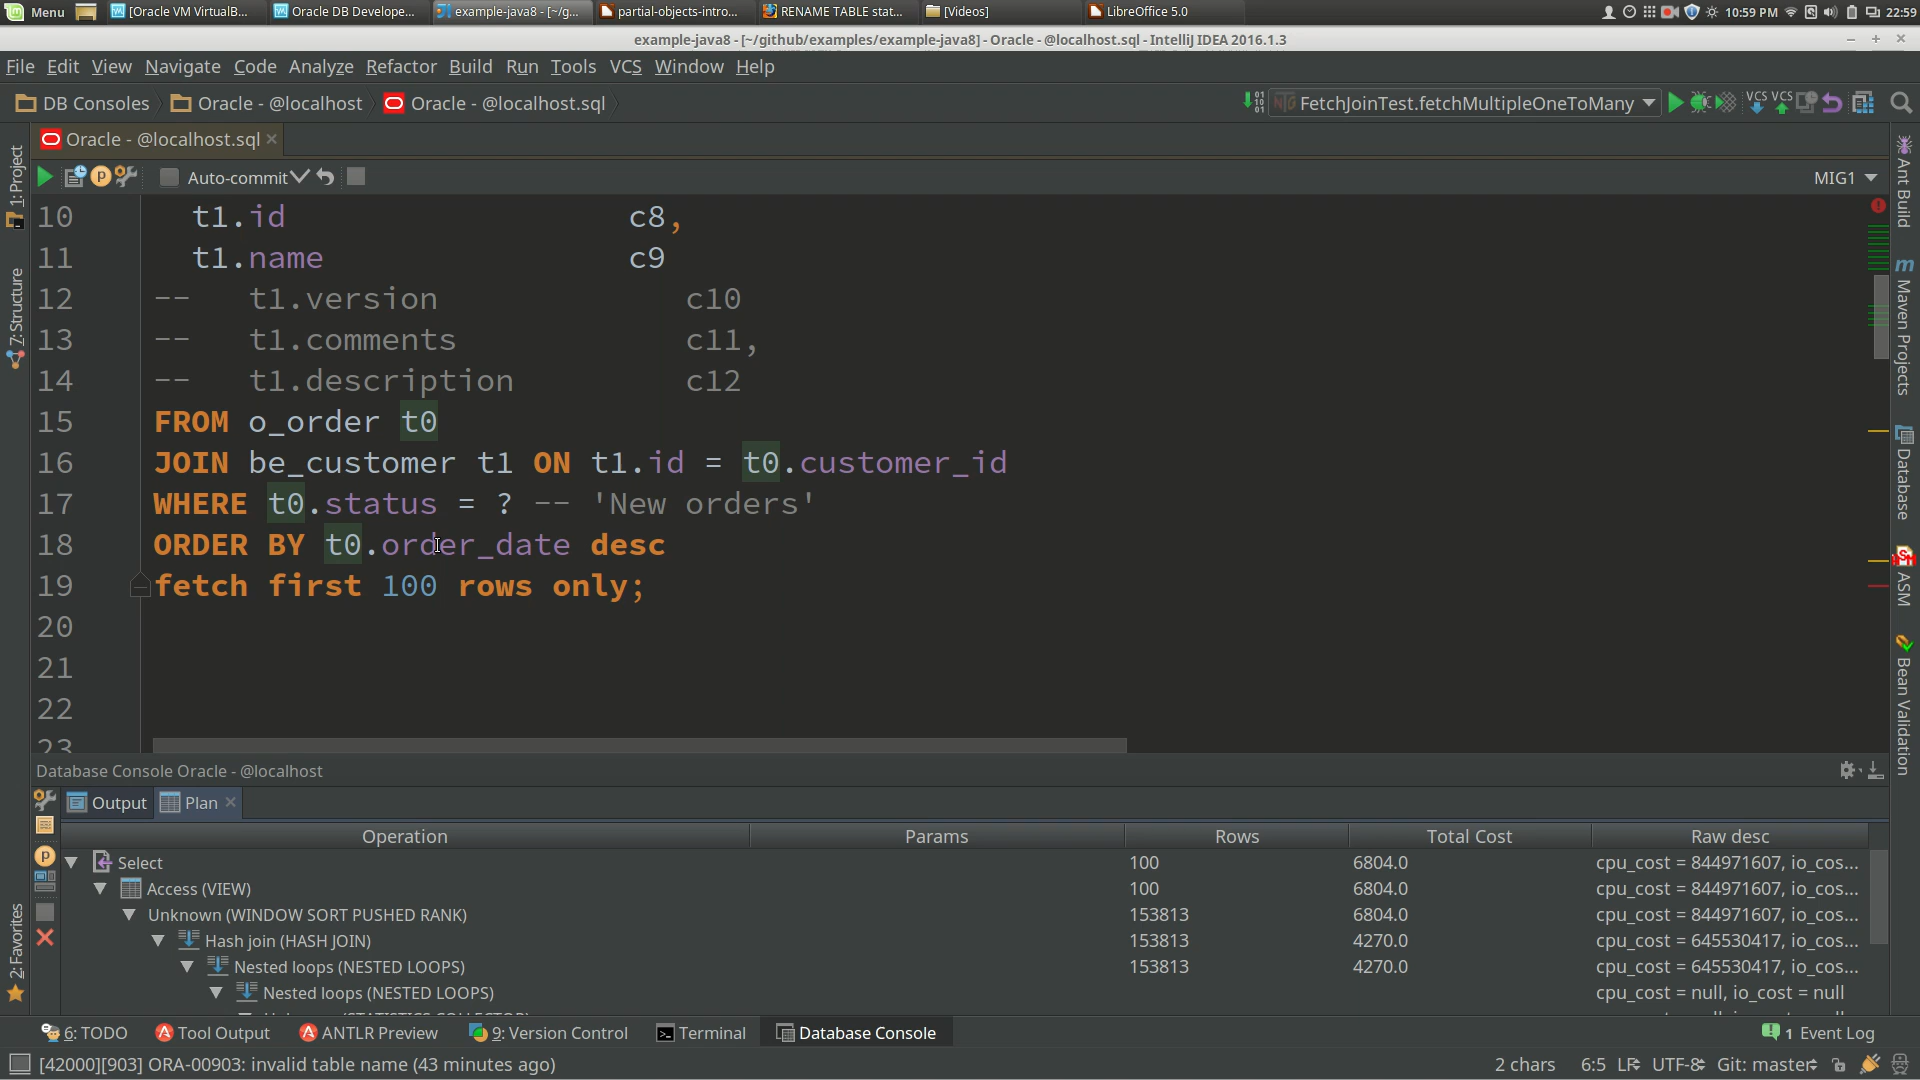 Menu [Oracle VM VirtualB... Oracle DB Develope... example-java8 - [~/g... partial-objects-intro... RENAME TABLE stat... [Videos] LibreOffice 5.0 10:59 PM 22:59
example-java8 - [~/github/examples/example-java8] - Oracle - @localhost.sql - IntelliJ IDEA 2016.1.3
File Edit View Navigate Code Analyze Refactor Build Run Tools VCS Window Help
DB Consoles Oracle - @localhost Oracle - @localhost.sql FetchJoinTest.fetchMultipleOneToMany VCS VCS
Oracle - @localhost.sql
Auto-commit MIG1
10 t1.id c8,
11 t1.name c9
12 -- t1.version c10
13 -- t1.comments c11,
14 -- t1.description c12
15 FROM o_order t0
16 JOIN be_customer t1 ON t1.id = t0.customer_id
17 WHERE t0.status = ? -- 'New orders'
18 ORDER BY t0.order_date desc
19 fetch first 100 rows only;
20
21
22
23
1: Project
7: Structure
2: Favorites
Ant Build
Maven Projects
Database
ASM
Bean Validation
Database Console Oracle - @localhost
Output Plan
Operation Params Rows Total Cost Raw desc
Select 100 6804.0 cpu_cost = 844971607, io_cos...
Access (VIEW) 100 6804.0 cpu_cost = 844971607, io_cos...
Unknown (WINDOW SORT PUSHED RANK) 153813 6804.0 cpu_cost = 844971607, io_cos...
Hash join (HASH JOIN) 153813 4270.0 cpu_cost = 645530417, io_cos...
Nested loops (NESTED LOOPS) 153813 4270.0 cpu_cost = 645530417, io_cos...
Nested loops (NESTED LOOPS) cpu_cost = null, io_cost = null
6: TODO Tool Output ANTLR Preview 9: Version Control Terminal Database Console 1 Event Log
[42000][903] ORA-00903: invalid table name (43 minutes ago) 2 chars 6:5 LF UTF-8 Git: master